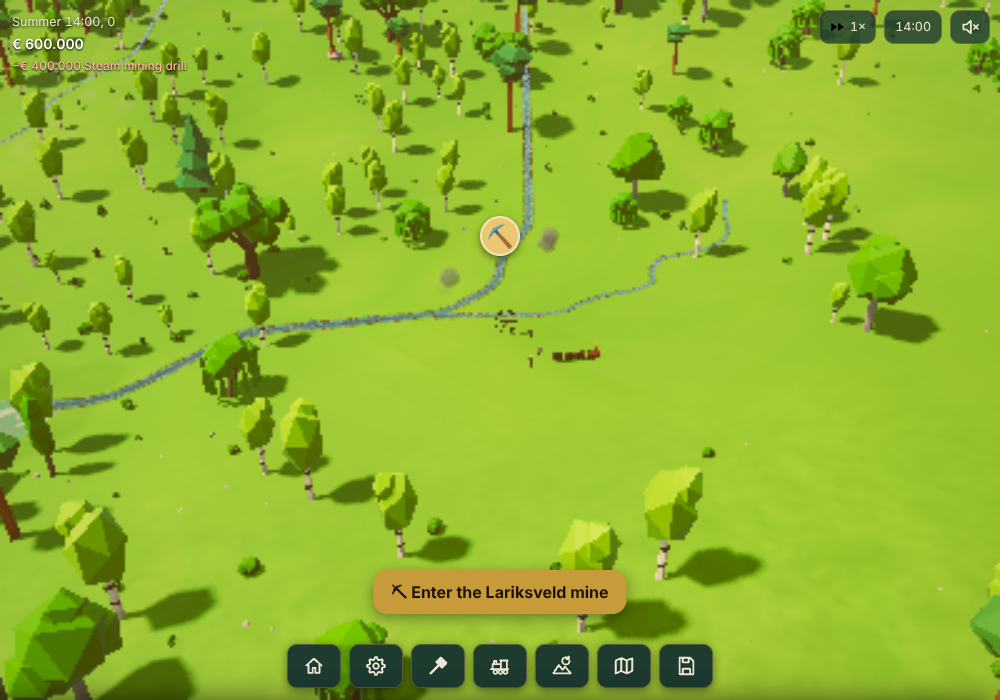 Summer 14:00, 0
€ 600.000
−€ 400.000 Steam mining drill
1×
14:00
Enter the Lariksveld mine